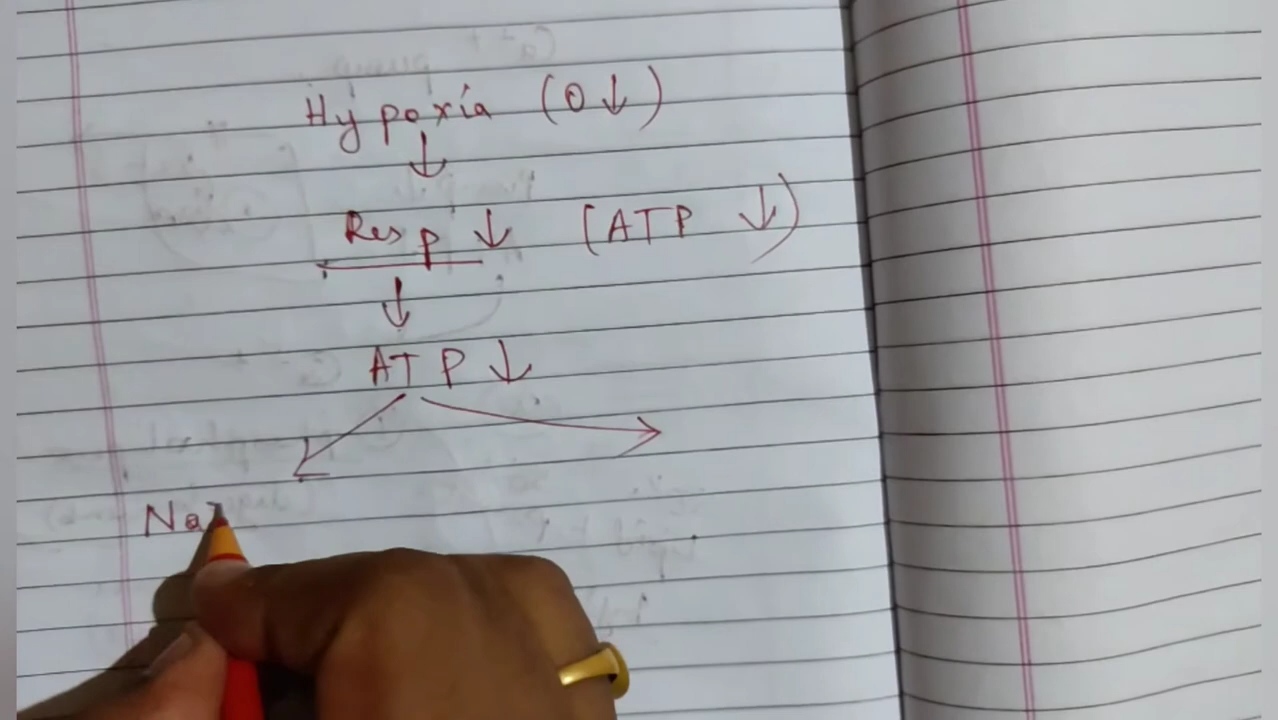 Hypoxia (O↓)
↓
Resp ↓ (ATP ↓)
↓
ATP ↓
Na